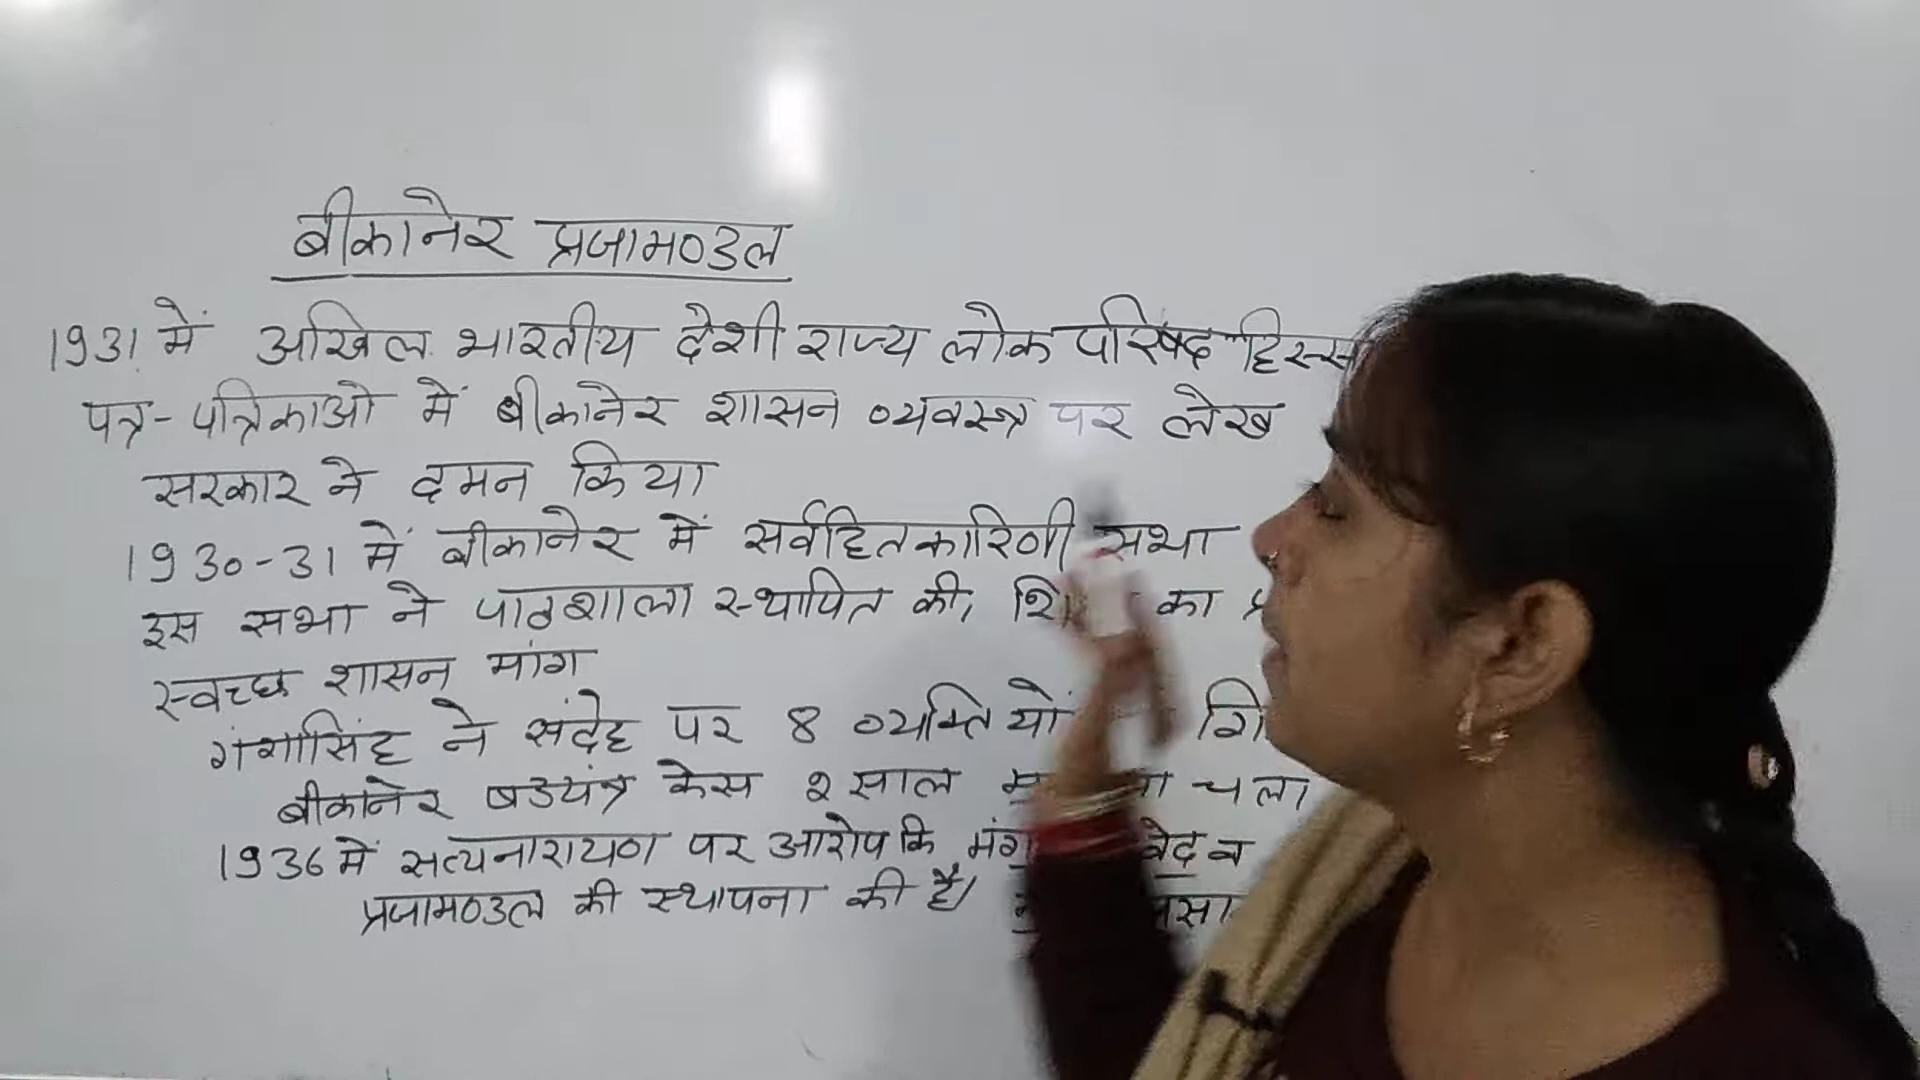 बीकानेर प्रजामण्डल
1931 में अखिल भारतीय देशी राज्य लोक परिषद हिस्सा
पत्र-पत्रिकाओ में बीकानेर शासन व्यवस्था पर लेख
सरकार ने दमन किया
1930-31 में बीकानेर में सर्वहितकारिणी सभा
इस सभा ने पाठशाला स्थापित की, का
स्वच्छ शासन मांग
गंगासिंह ने संदेह पर 8 व्यक्तियों
बीकानेर षडयंत्र केस 2 साल चला
1936 में सत्यनारायण पर आरोप कि व
प्रजामण्डल की स्थापना की है।